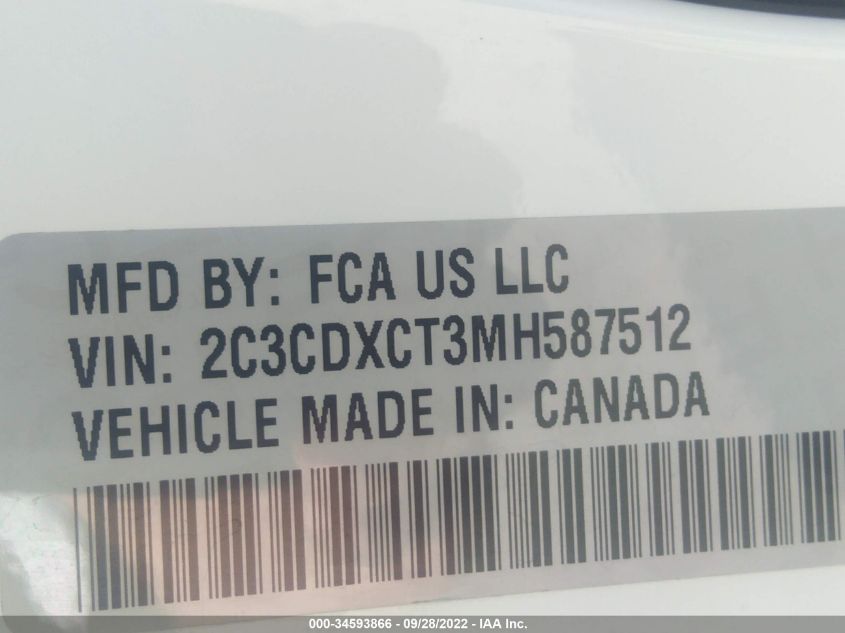 MFD BY: FCA US LLC
VIN: 2C3CDXCT3MH587512
VEHICLE MADE IN: CANADA
000-34593866 - 09/28/2022 - IAA Inc.